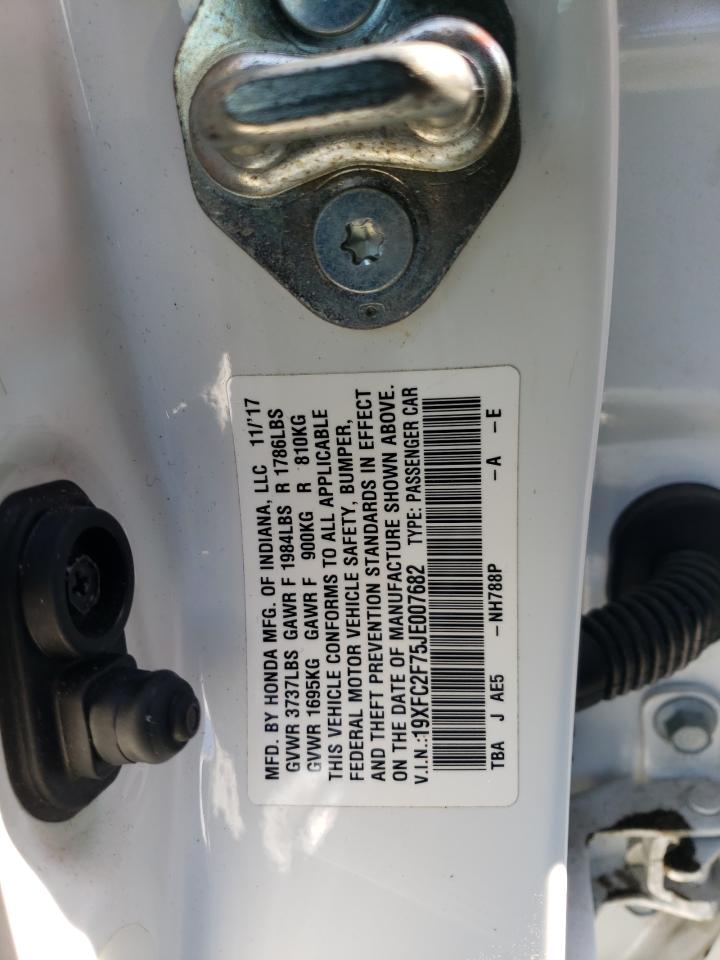 MFD. BY HONDA MFG. OF INDIANA, LLC 11/'17
GVWR 3737LBS GAWR F 1984LBS R 1786LBS
GVWR 1695KG GAWR F 900KG R 810KG
THIS VEHICLE CONFORMS TO ALL APPLICABLE
FEDERAL MOTOR VEHICLE SAFETY, BUMPER,
AND THEFT PREVENTION STANDARDS IN EFFECT
ON THE DATE OF MANUFACTURE SHOWN ABOVE.
V.I.N.:19XFC2F75JE007682 TYPE: PASSENGER CAR
TBA J AE5 -NH788P -A -E